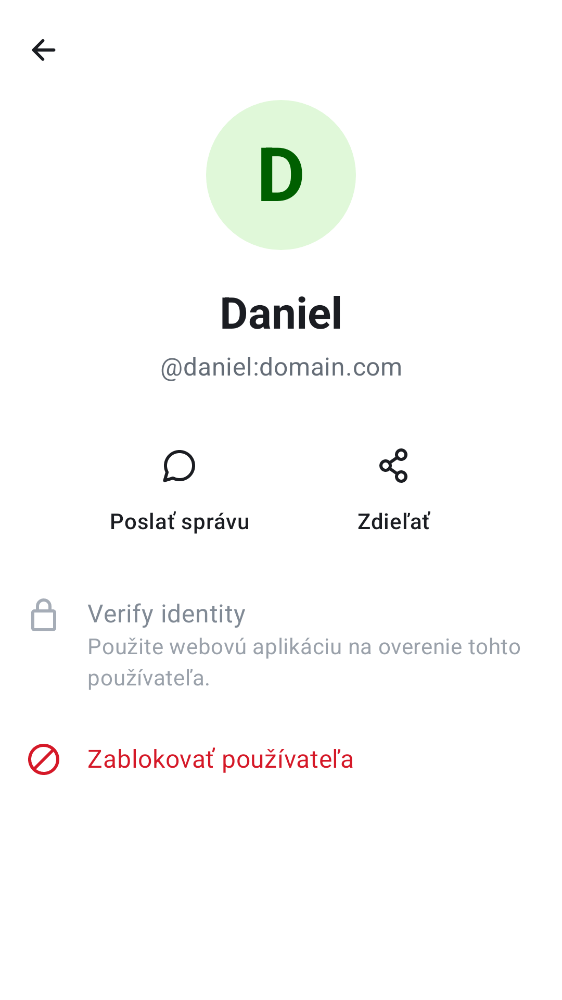 D
Daniel
@daniel:domain.com
Poslať správu
Zdieľať
Verify identity
Použite webovú aplikáciu na overenie tohto
používateľa.
Zablokovať používateľa